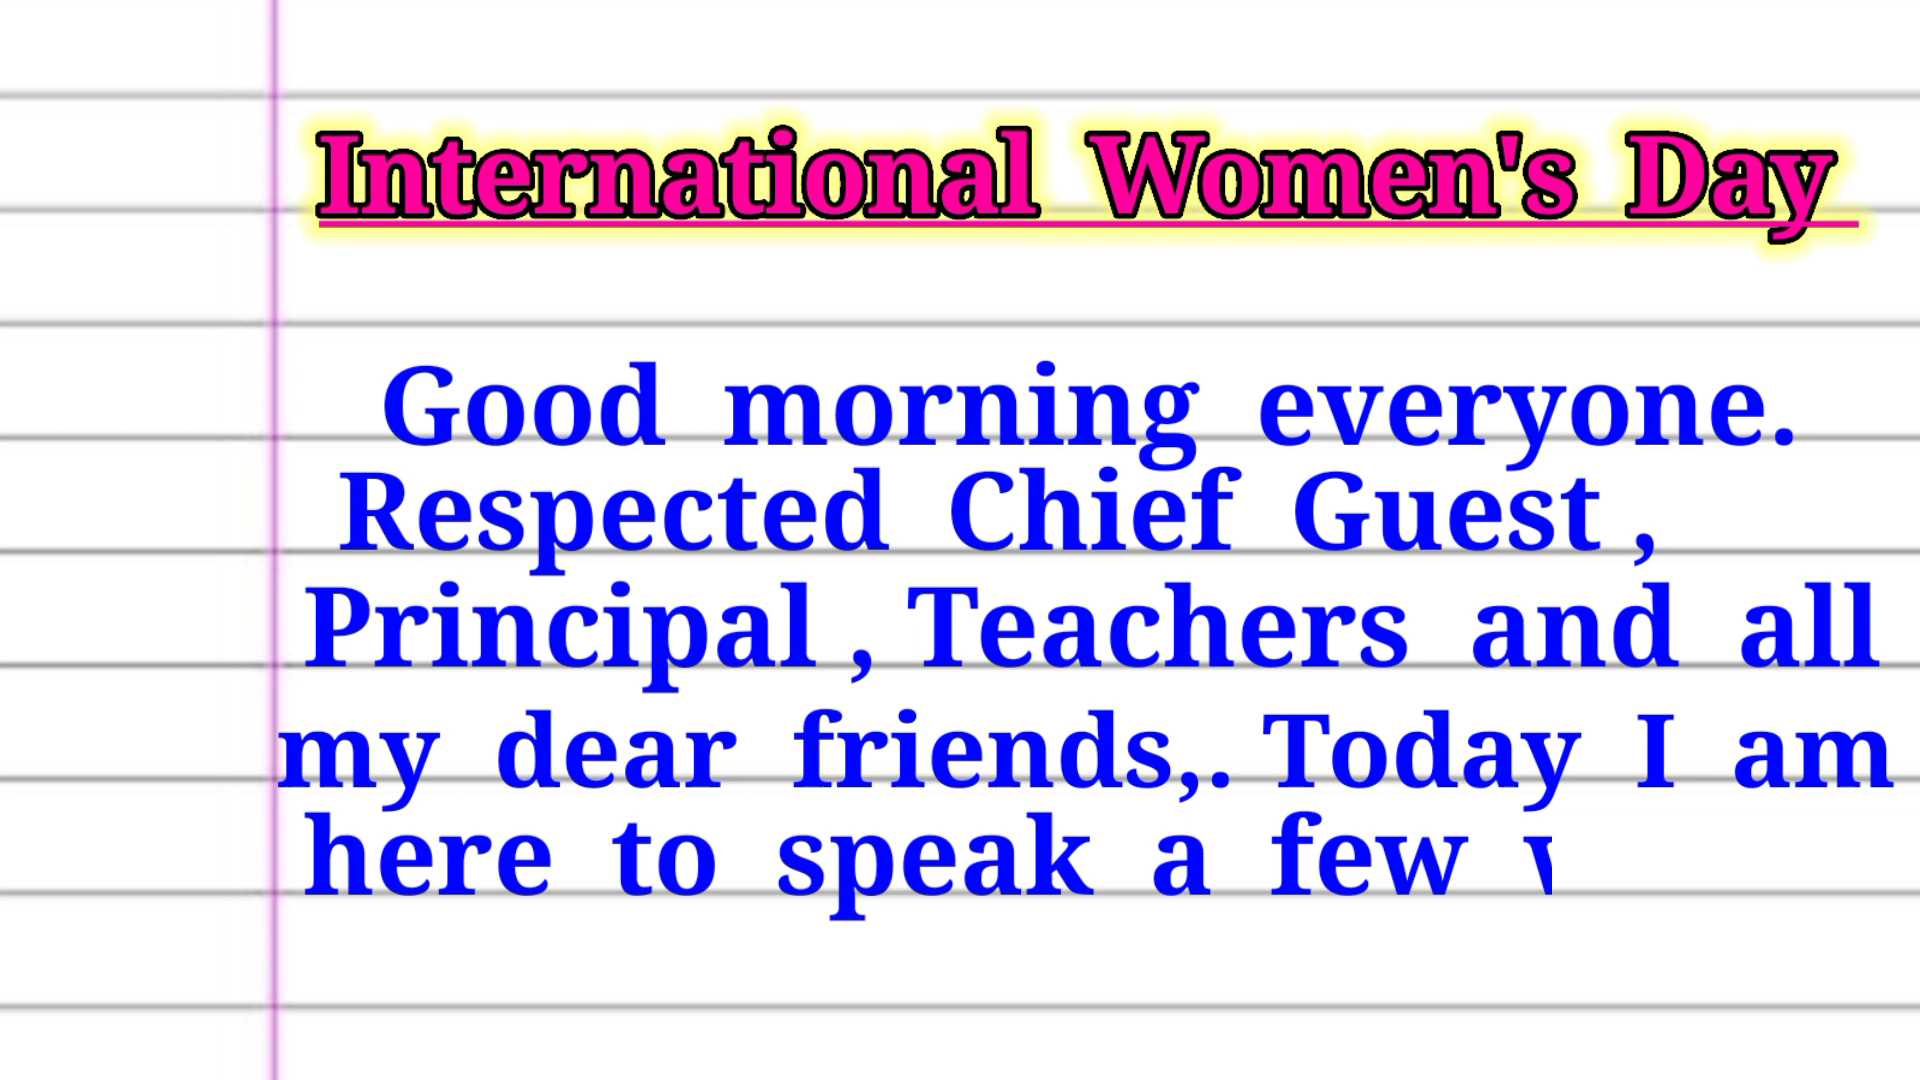 International Women's Day
Good morning everyone.
Respected Chief Guest ,
Principal , Teachers and all
my dear friends,. Today I am
here to speak a few